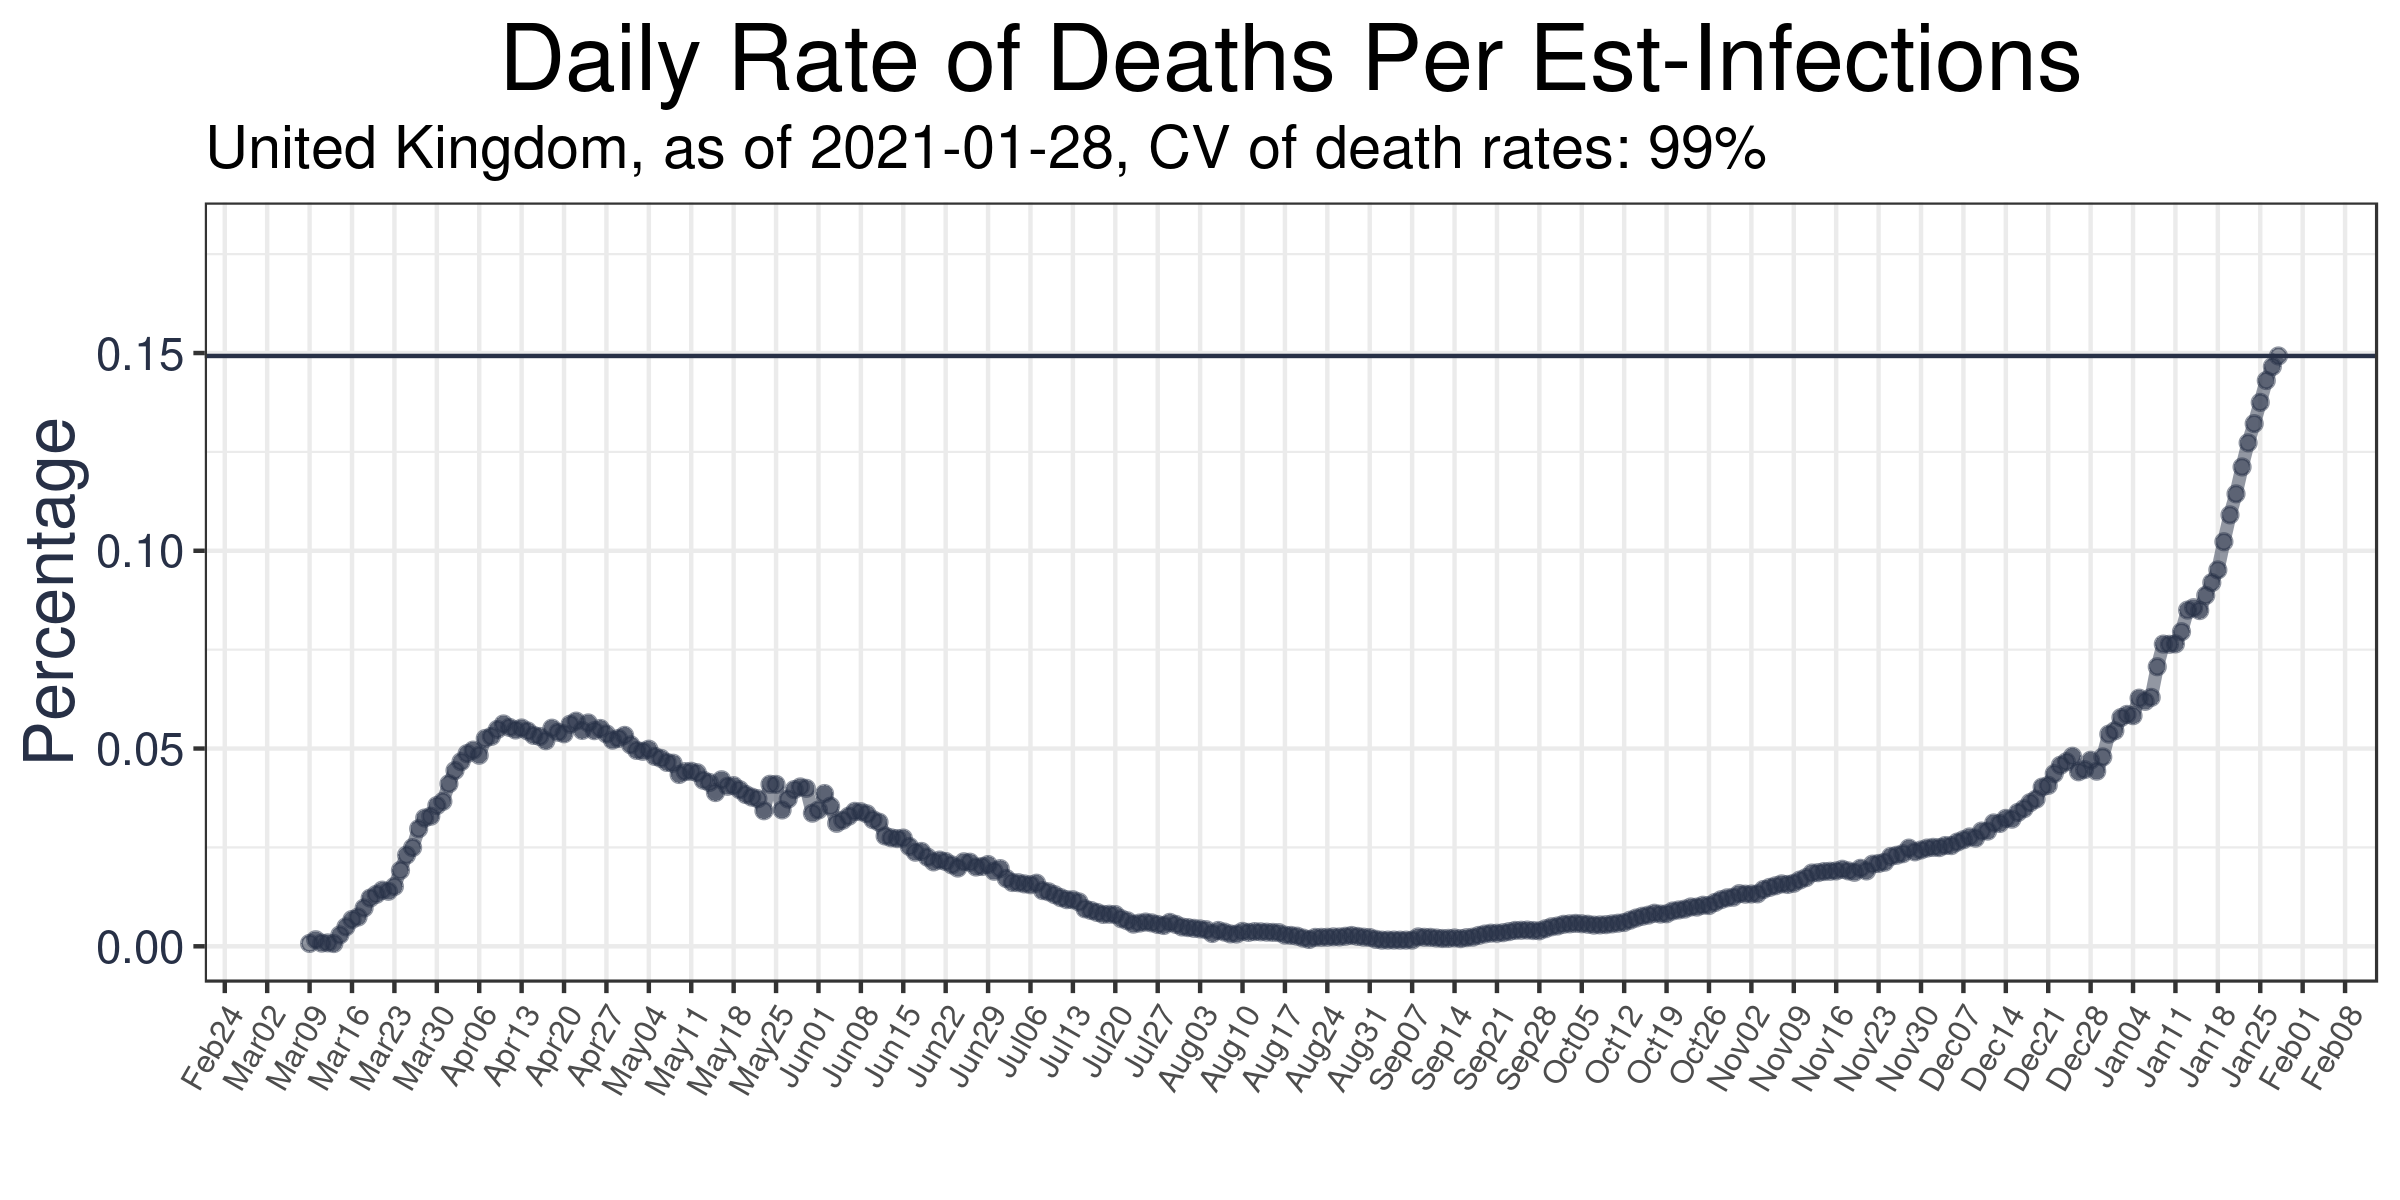 Daily Rate of Deaths Per Est-Infections
United Kingdom, as of 2021-01-28, CV of death rates: 99%
Percentage
0.15
0.10
0.05
0.00
Feb24
Mar02
Mar09
Mar16
Mar23
Mar30
Apr06
Apr13
Apr20
Apr27
May04
May11
May18
May25
Jun01
Jun08
Jun15
Jun22
Jun29
Jul06
Jul13
Jul20
Jul27
Aug03
Aug10
Aug17
Aug24
Aug31
Sep07
Sep14
Sep21
Sep28
Oct05
Oct12
Oct19
Oct26
Nov02
Nov09
Nov16
Nov23
Nov30
Dec07
Dec14
Dec21
Dec28
Jan04
Jan11
Jan18
Jan25
Feb01
Feb08